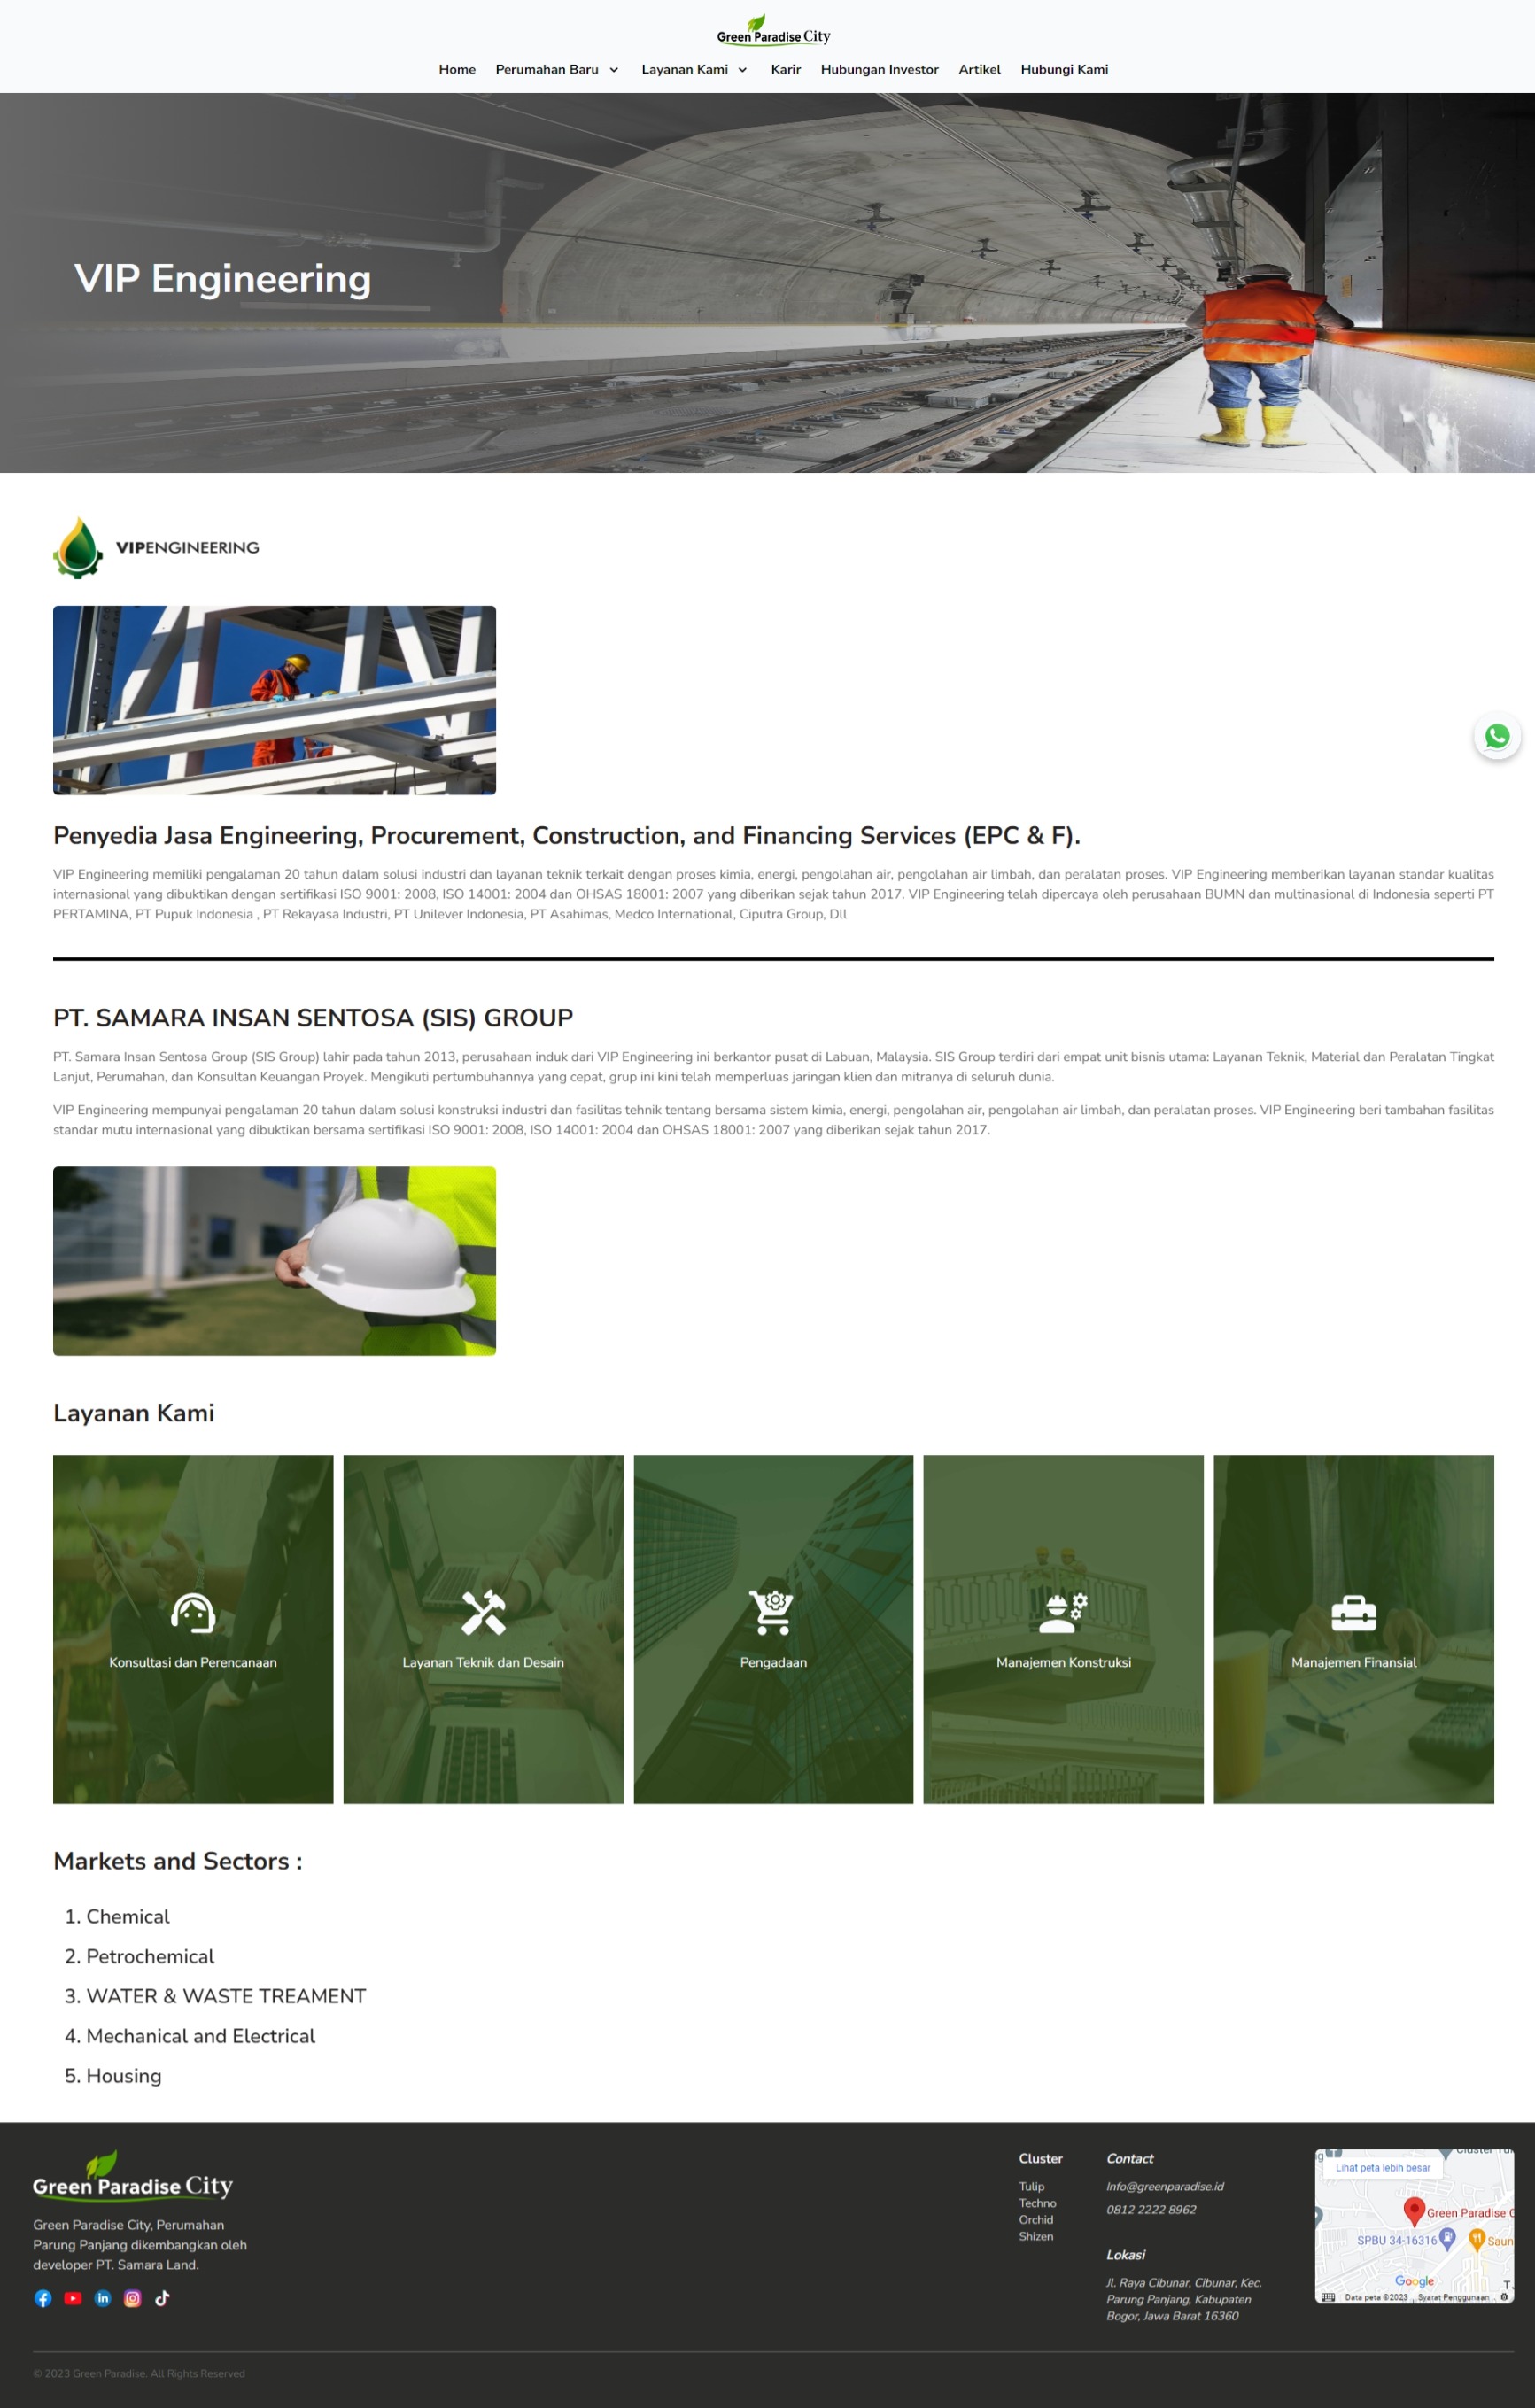 Green Paradise City
Home Perumahan Baru Layanan Kami Karir Hubungan Investor Artikel Hubungi Kami
VIP Engineering
VIPENGINEERING
Penyedia Jasa Engineering, Procurement, Construction, and Financing Services (EPC & F).
VIP Engineering memiliki pengalaman 20 tahun dalam solusi industri dan layanan teknik terkait dengan proses kimia, energi, pengolahan air, pengolahan air limbah, dan peralatan proses. VIP Engineering memberikan layanan standar kualitas
internasional yang dibuktikan dengan sertifikasi ISO 9001: 2008, ISO 14001: 2004 dan OHSAS 18001: 2007 yang diberikan sejak tahun 2017. VIP Engineering telah dipercaya oleh perusahaan BUMN dan multinasional di Indonesia seperti PT
PERTAMINA, PT Pupuk Indonesia , PT Rekayasa Industri, PT Unilever Indonesia, PT Asahimas, Medco International, Ciputra Group, Dll
PT. SAMARA INSAN SENTOSA (SIS) GROUP
PT. Samara Insan Sentosa Group (SIS Group) lahir pada tahun 2013, perusahaan induk dari VIP Engineering ini berkantor pusat di Labuan, Malaysia. SIS Group terdiri dari empat unit bisnis utama: Layanan Teknik, Material dan Peralatan Tingkat
Lanjut, Perumahan, dan Konsultan Keuangan Proyek. Mengikuti pertumbuhannya yang cepat, grup ini kini telah memperluas jaringan klien dan mitranya di seluruh dunia.
VIP Engineering mempunyai pengalaman 20 tahun dalam solusi konstruksi industri dan fasilitas tehnik tentang bersama sistem kimia, energi, pengolahan air, pengolahan air limbah, dan peralatan proses. VIP Engineering beri tambahan fasilitas
standar mutu internasional yang dibuktikan bersama sertifikasi ISO 9001: 2008, ISO 14001: 2004 dan OHSAS 18001: 2007 yang diberikan sejak tahun 2017.
Layanan Kami
Konsultasi dan Perencanaan
Layanan Teknik dan Desain
Pengadaan
Manajemen Konstruksi
Manajemen Finansial
Markets and Sectors :
1. Chemical
2. Petrochemical
3. WATER & WASTE TREAMENT
4. Mechanical and Electrical
5. Housing
Green Paradise City
Green Paradise City, Perumahan
Parung Panjang dikembangkan oleh
developer PT. Samara Land.
Cluster
Tulip
Techno
Orchid
Shizen
Contact
Info@greenparadise.id
0812 2222 8962
Lokasi
Jl. Raya Cibunar, Cibunar, Kec.
Parung Panjang, Kabupaten
Bogor, Jawa Barat 16360
Lihat peta lebih besar
Green Paradise C
SPBU 34-16316
Saun
Google
Data peta ©2023 Syarat Penggunaan
© 2023 Green Paradise. All Rights Reserved